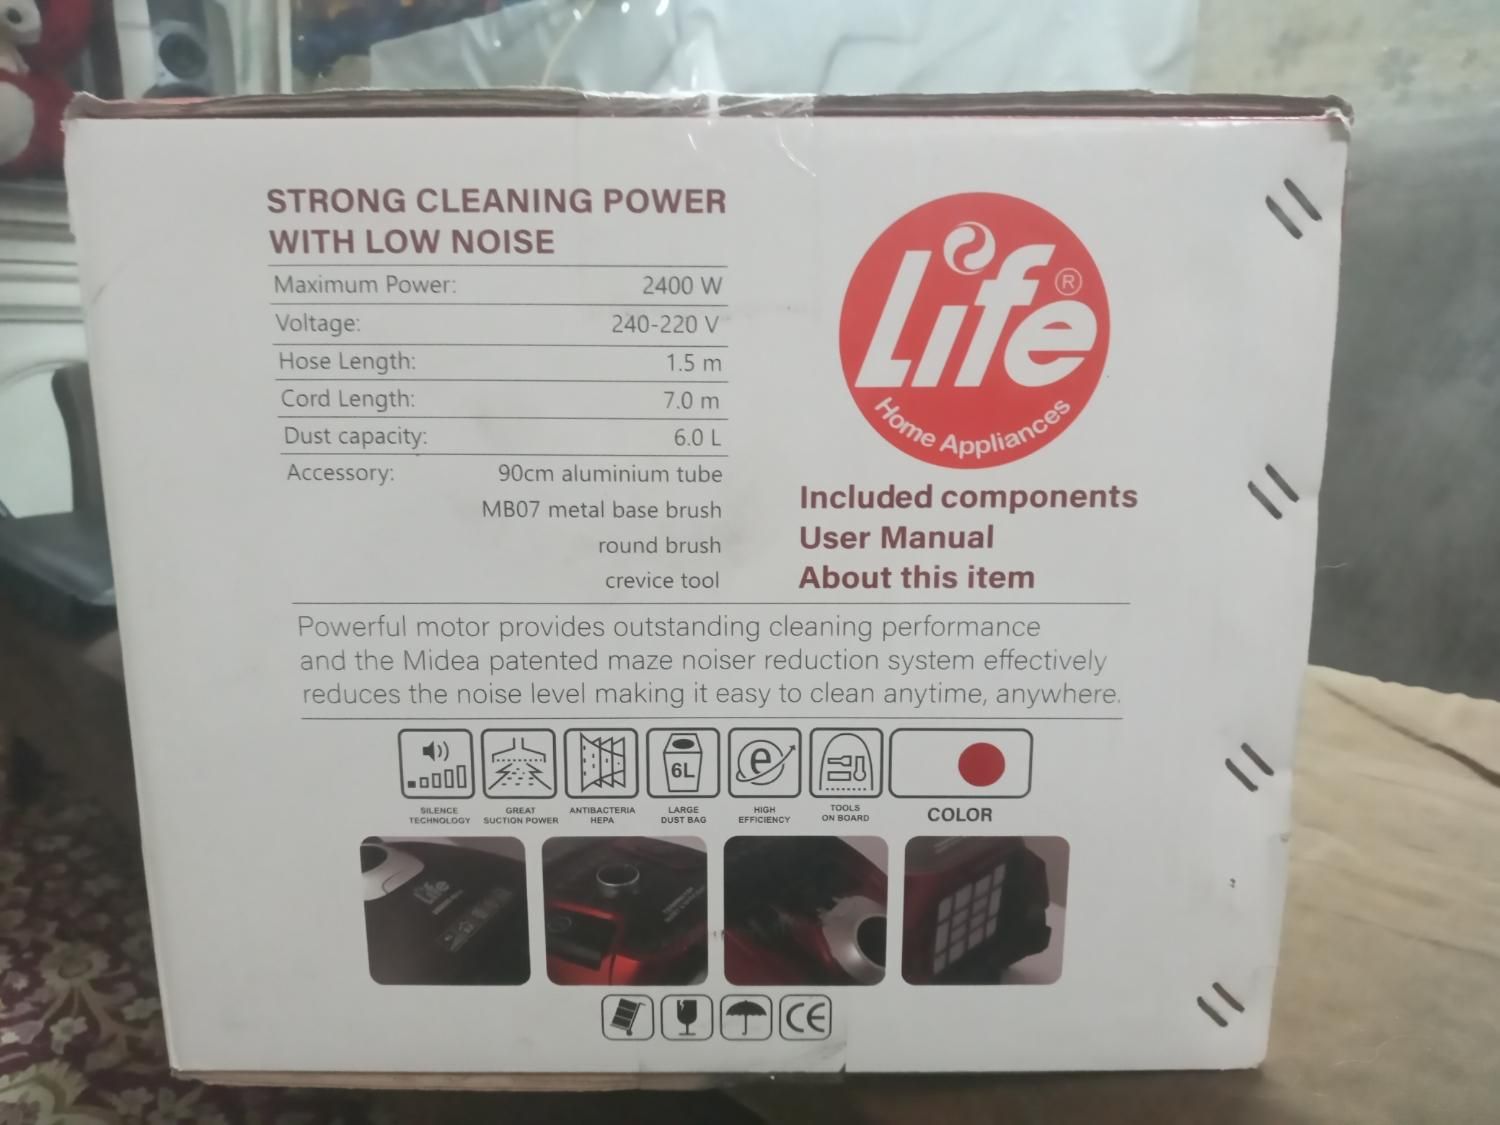 STRONG CLEANING POWER
WITH LOW NOISE
Maximum Power: 2400 W
Voltage: 240-220 V
Hose Length: 1.5 m
Cord Length: 7.0 m
Dust capacity: 6.0 L
Accessory: 90cm aluminium tube
MB07 metal base brush
round brush
crevice tool
Life ®
Home Appliances
Included components
User Manual
About this item
Powerful motor provides outstanding cleaning performance
and the Midea patented maze noiser reduction system effectively
reduces the noise level making it easy to clean anytime, anywhere.
6L
e
SILENCE
TECHNOLOGY
GREAT
SUCTION POWER
ANTIBACTERIA
HEPA
LARGE
DUST BAG
HIGH
EFFICIENCY
TOOLS
ON BOARD
COLOR
Life
CE